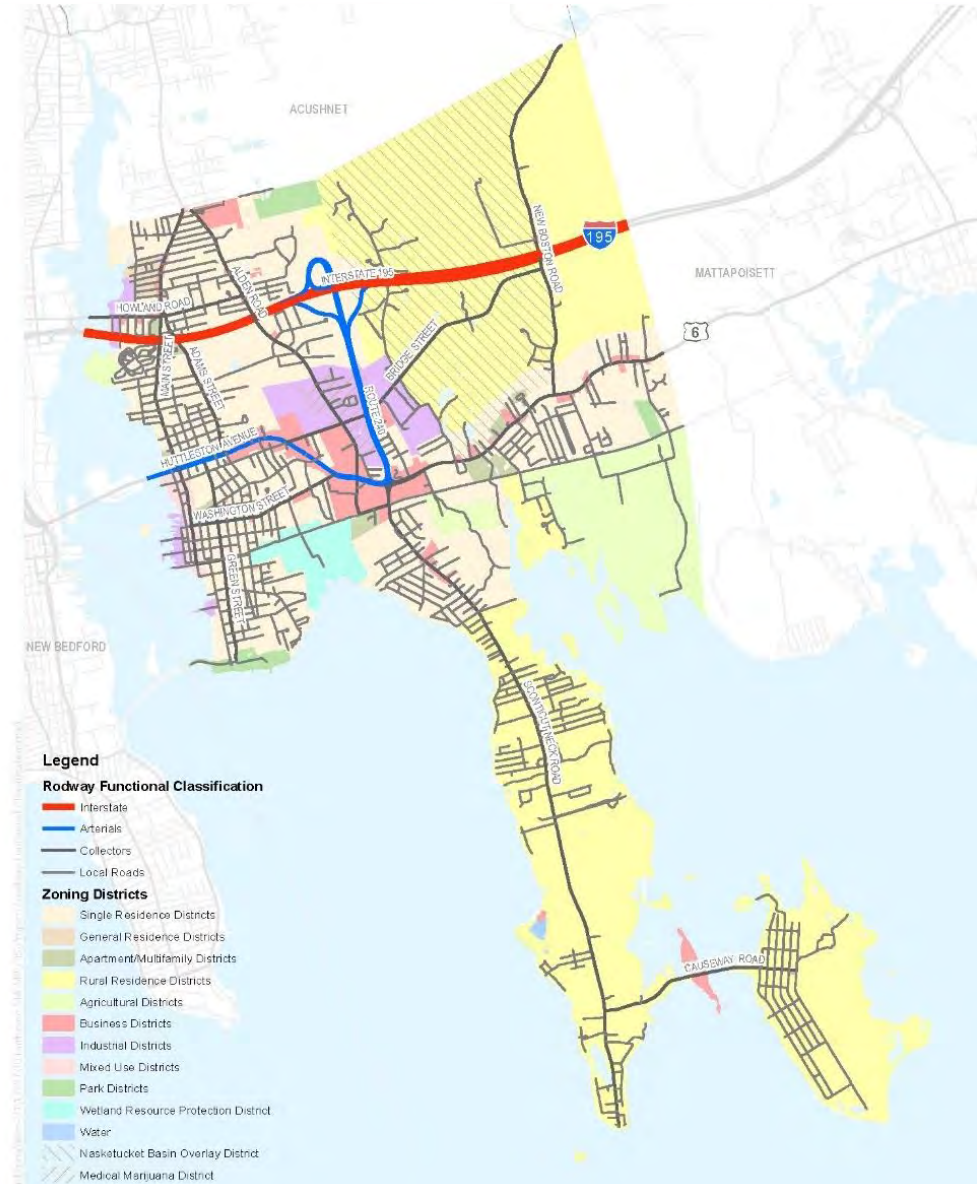 ACUSHNET
NEW BOSTON ROAD
195
INTERSTATE 195
ALDEN ROAD
MATTAPOISETT
HOWLAND ROAD
6
MAIN STREET
ADAMS STREET
BRIDGE STREET
ROUTE 240
HUTTLESTON AVENUE
WASHINGTON STREET
GREEN STREET
NEW BEDFORD
SCONTICUT NECK ROAD
CAUSEWAY ROAD
Legend
Rodway Functional Classification
Interstate
Arterials
Collectors
Local Roads
Zoning Districts
Single Residence Districts
General Residence Districts
Apartment/Multifamily Districts
Rural Residence Districts
Agricultural Districts
Business Districts
Industrial Districts
Mixed Use Districts
Park Districts
Wetland Resource Protection District
Water
Nasketucket Basin Overlay District
Medical Marijuana District